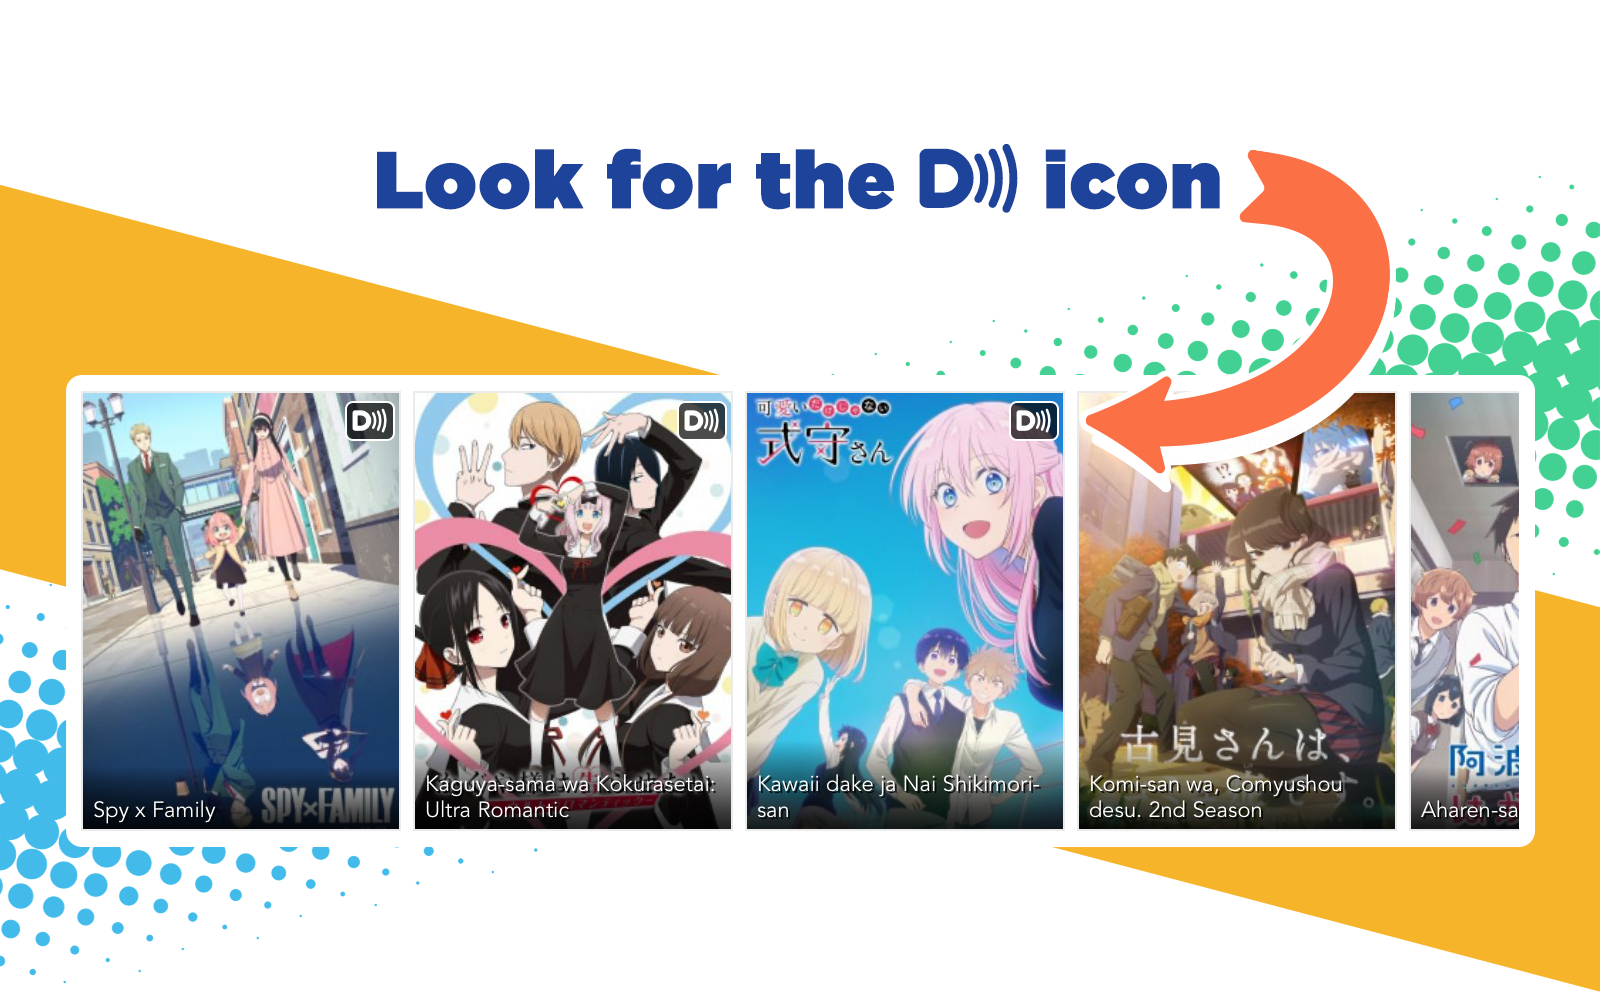 Look for the D))) icon
D)))
D)))
D)))
可愛いだけじゃない
式守さん
!?
古見さんは、
阿波
SPY×FAMILY
Spy x Family
Kaguya-sama wa Kokurasetai:
Ultra Romantic
Kawaii dake ja Nai Shikimori-
san
Komi-san wa, Comyushou
desu. 2nd Season
Aharen-sa